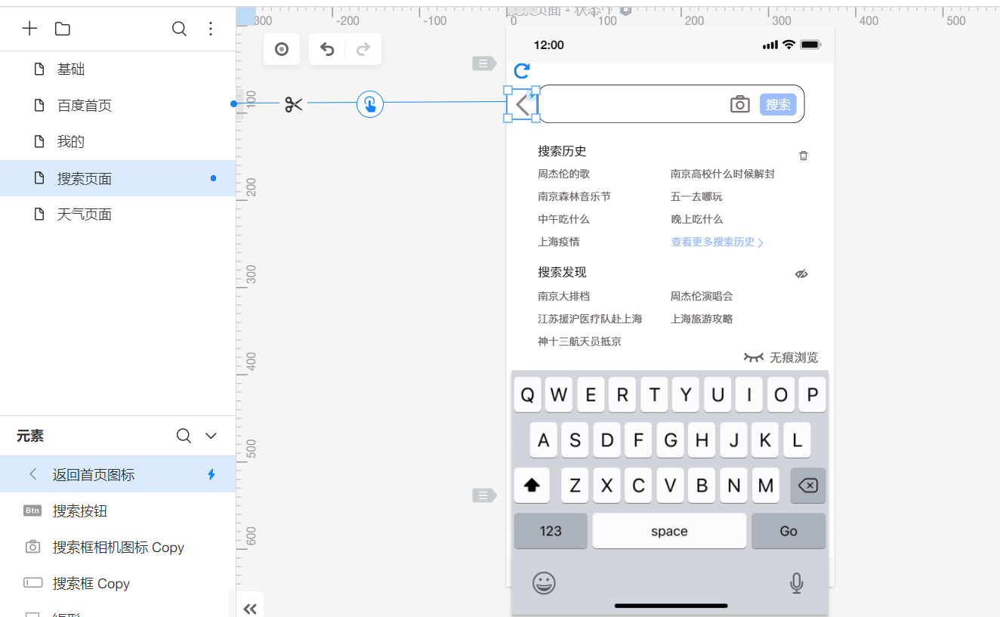 300 -200 -100 0 100 200 300 400 500
搜索页面 - 状态1
基础
百度首页
我的
搜索页面
天气页面
元素
返回首页图标
Btn 搜索按钮
搜索框相机图标 Copy
搜索框 Copy
矩形
100
200
300
400
500
600
12:00
搜索
搜索历史
周杰伦的歌 南京高校什么时候解封
南京森林音乐节 五一去哪玩
中午吃什么 晚上吃什么
上海疫情 查看更多搜索历史
搜索发现
南京大排档 周杰伦演唱会
江苏援沪医疗队赴上海 上海旅游攻略
神十三航天员抵京
无痕浏览
Q W E R T Y U I O P
A S D F G H J K L
Z X C V B N M
123 space Go